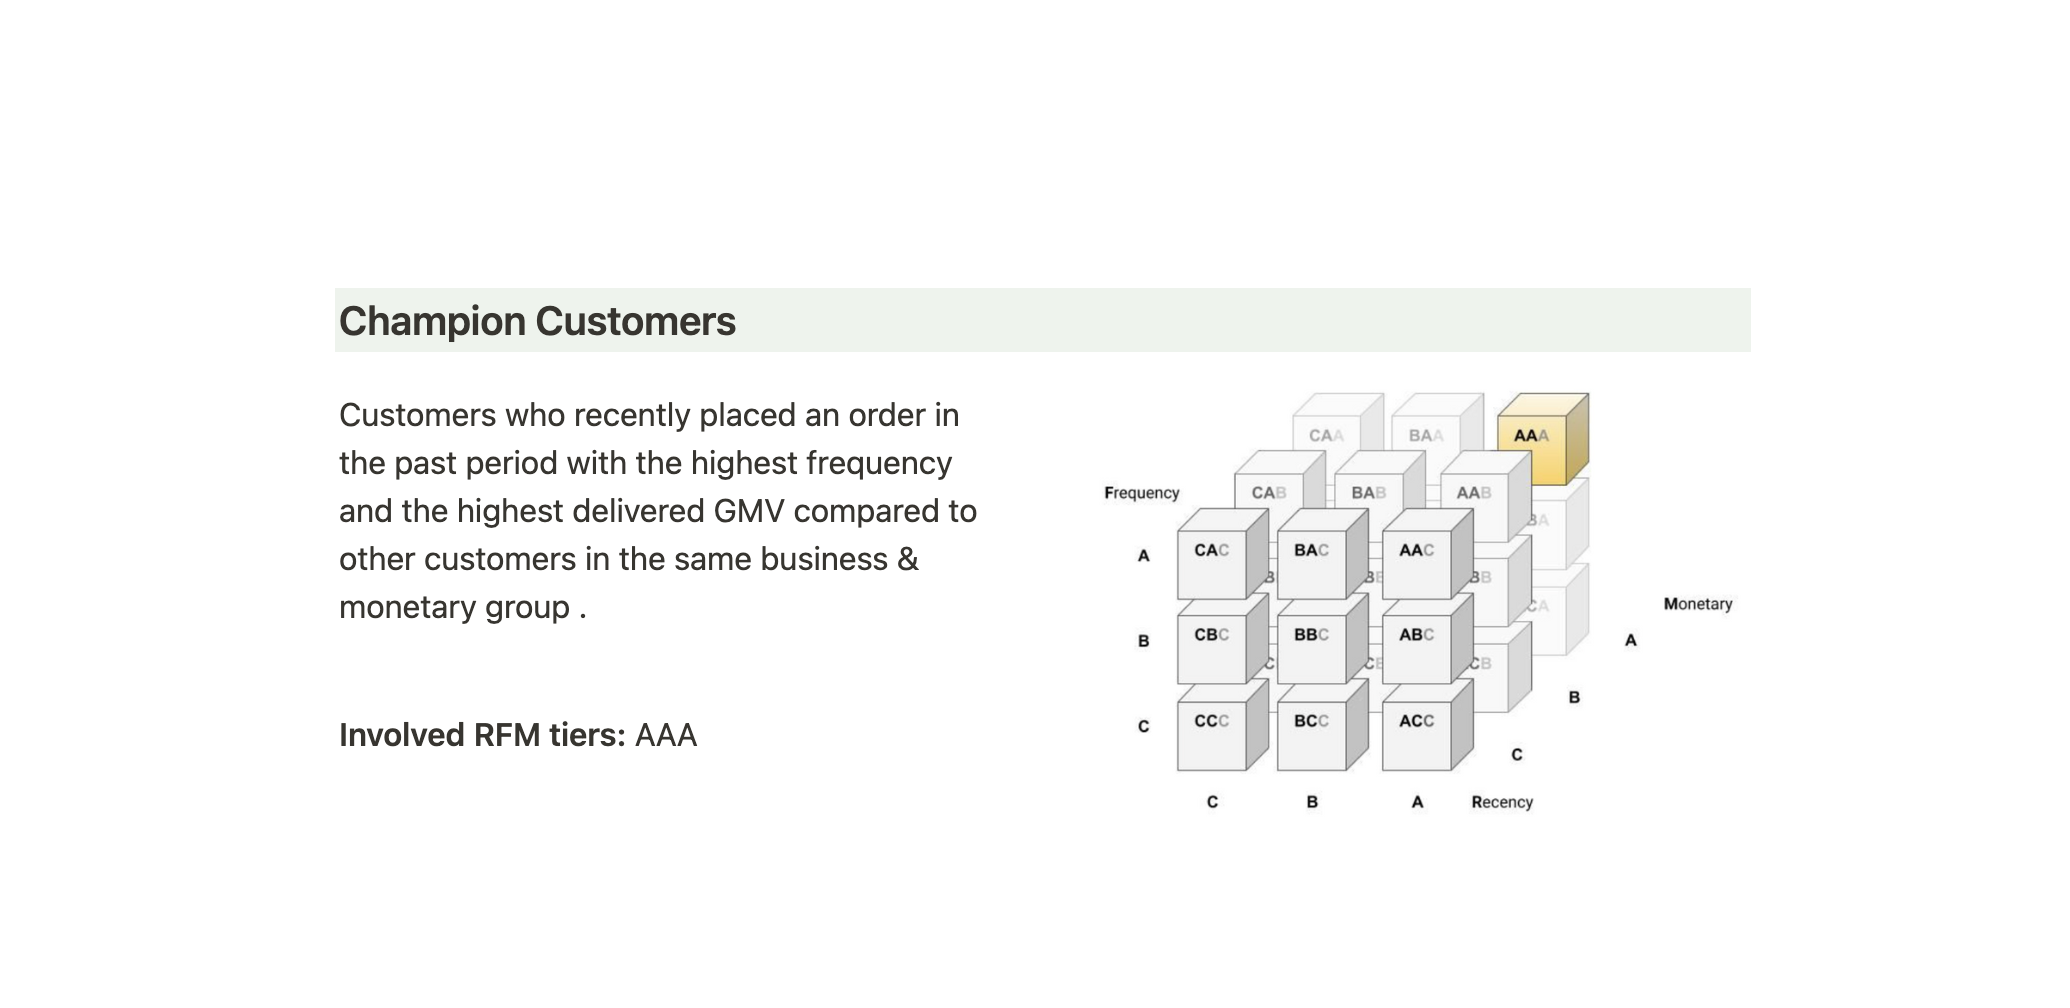 Champion Customers
Customers who recently placed an order in
the past period with the highest frequency
and the highest delivered GMV compared to
other customers in the same business &
monetary group .
Involved RFM tiers: AAA
CAA BAA AAA
Frequency CAB BAB AAB
A CAC BAC AAC
B CBC BBC ABC
C CCC BCC ACC
Monetary
A
B
C
C B A Recency